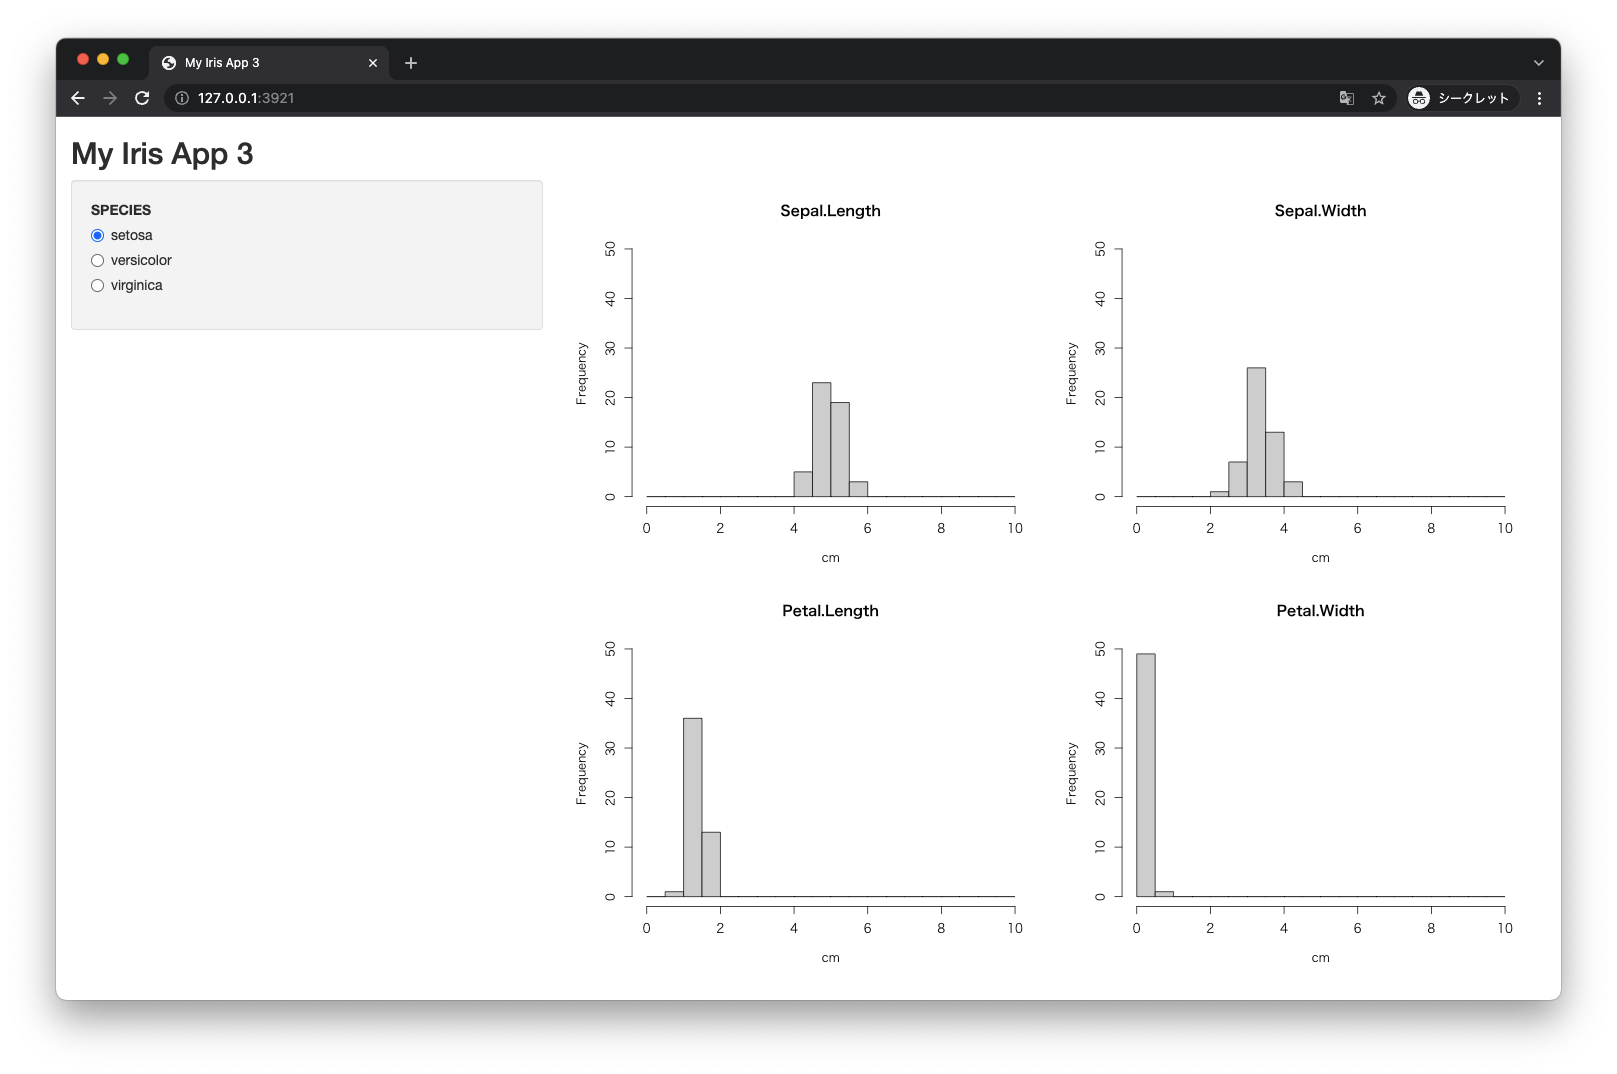 My Iris App 3
127.0.0.1:3921
シークレット
My Iris App 3
SPECIES
setosa
versicolor
virginica
Sepal.Length
Frequency
50
40
30
20
10
0
0 2 4 6 8 10
cm
Sepal.Width
Frequency
50
40
30
20
10
0
0 2 4 6 8 10
cm
Petal.Length
Frequency
50
40
30
20
10
0
0 2 4 6 8 10
cm
Petal.Width
Frequency
50
40
30
20
10
0
0 2 4 6 8 10
cm